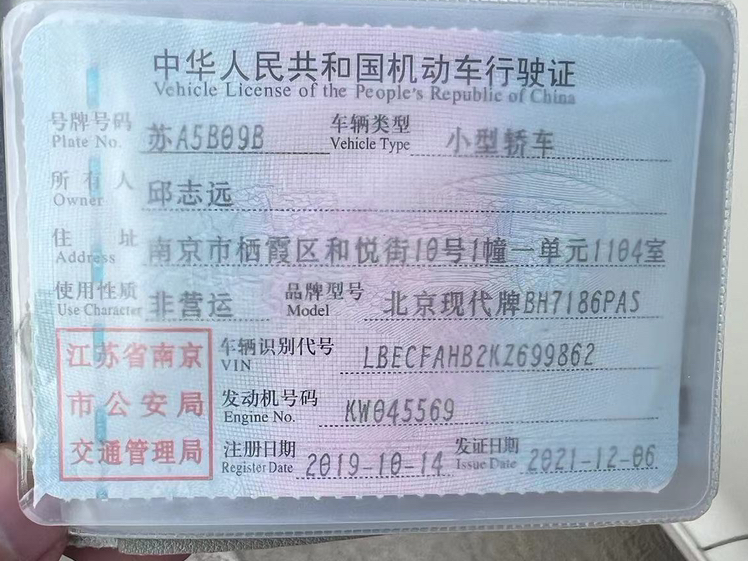 中华人民共和国机动车行驶证
Vehicle License of the People's Republic of China
号牌号码 苏A5B09B 车辆类型 小型轿车
Plate No. Vehicle Type
所有人 邱志远
Owner
住址 南京市栖霞区和悦街10号1幢一单元1104室
Address
使用性质 非营运 品牌型号 北京现代牌BH7186PAS
Use Character Model
江苏省南京
市公安局
交通管理局
车辆识别代号 LBECFAHB2KZ699862
VIN
发动机号码 KW045569
Engine No.
注册日期 2019-10-14 发证日期 2021-12-06
Register Date Issue Date